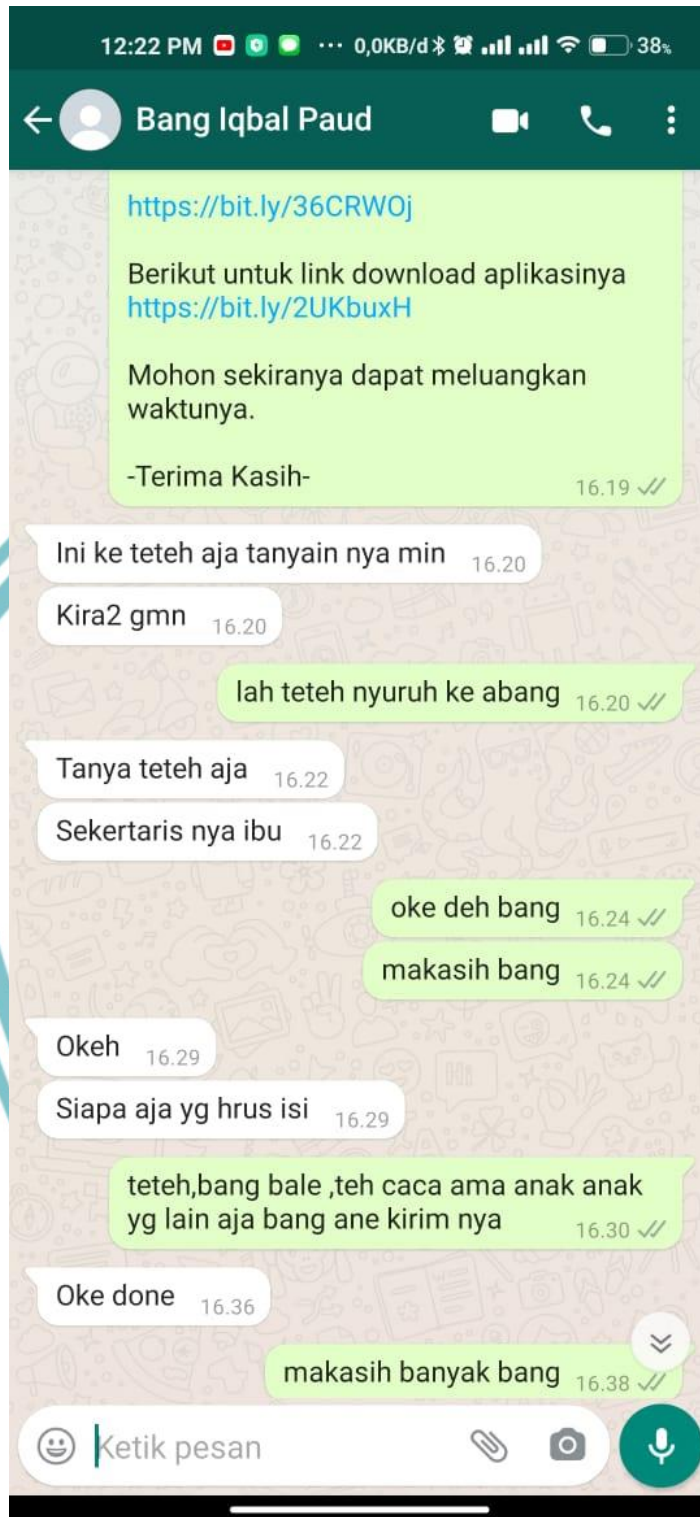 12:22 PM ... 0,0KB/d 38%
Bang Iqbal Paud
https://bit.ly/36CRWOj
Berikut untuk link download aplikasinya
https://bit.ly/2UKbuxH
Mohon sekiranya dapat meluangkan
waktunya.
-Terima Kasih- 16.19
Ini ke teteh aja tanyain nya min 16.20
Kira2 gmn 16.20
lah teteh nyuruh ke abang 16.20
Tanya teteh aja 16.22
Sekertaris nya ibu 16.22
oke deh bang 16.24
makasih bang 16.24
Okeh 16.29
Siapa aja yg hrus isi 16.29
teteh,bang bale ,teh caca ama anak anak
yg lain aja bang ane kirim nya 16.30
Oke done 16.36
makasih banyak bang 16.38
Ketik pesan